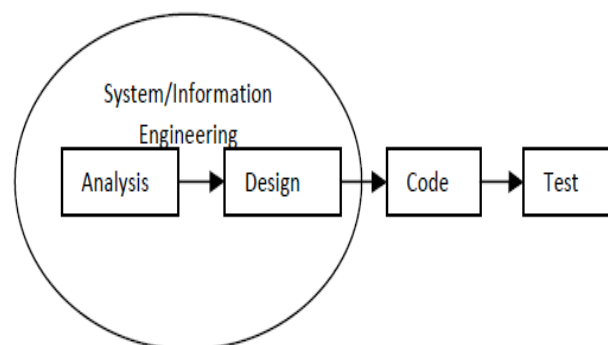 System/Information
Engineering
Analysis
Design
Code
Test